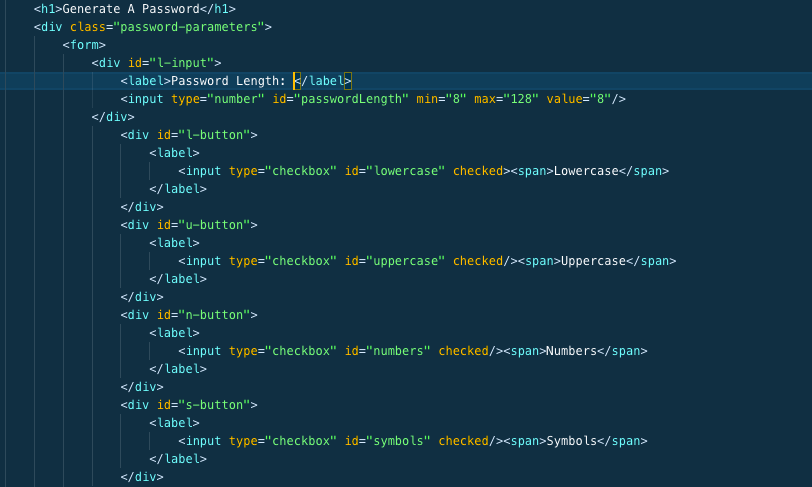 <h1>Generate A Password</h1>
<div class="password-parameters">
<form>
<div id="l-input">
<label>Password Length: </label>
<input type="number" id="passwordLength" min="8" max="128" value="8"/>
</div>
<div id="l-button">
<label>
<input type="checkbox" id="lowercase" checked><span>Lowercase</span>
</label>
</div>
<div id="u-button">
<label>
<input type="checkbox" id="uppercase" checked/><span>Uppercase</span>
</label>
</div>
<div id="n-button">
<label>
<input type="checkbox" id="numbers" checked/><span>Numbers</span>
</label>
</div>
<div id="s-button">
<label>
<input type="checkbox" id="symbols" checked/><span>Symbols</span>
</label>
</div>